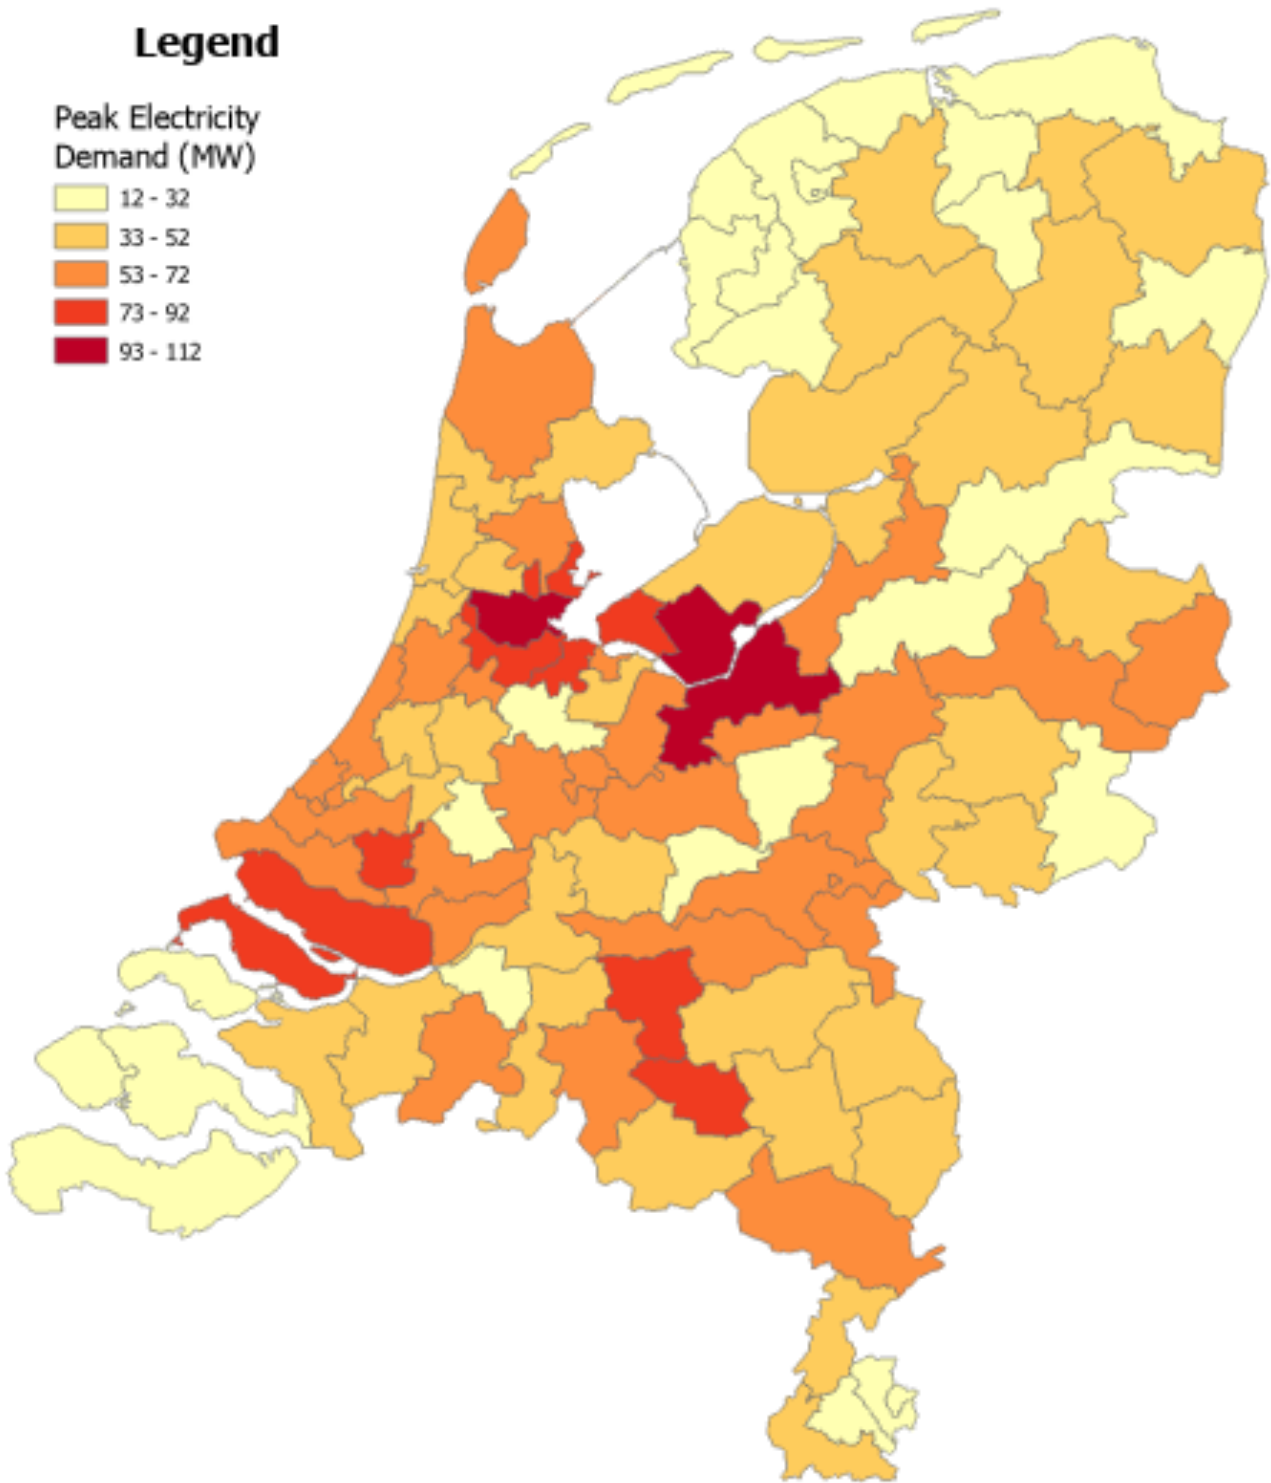 Legend
Peak Electricity
Demand (MW)
12 - 32
33 - 52
53 - 72
73 - 92
93 - 112